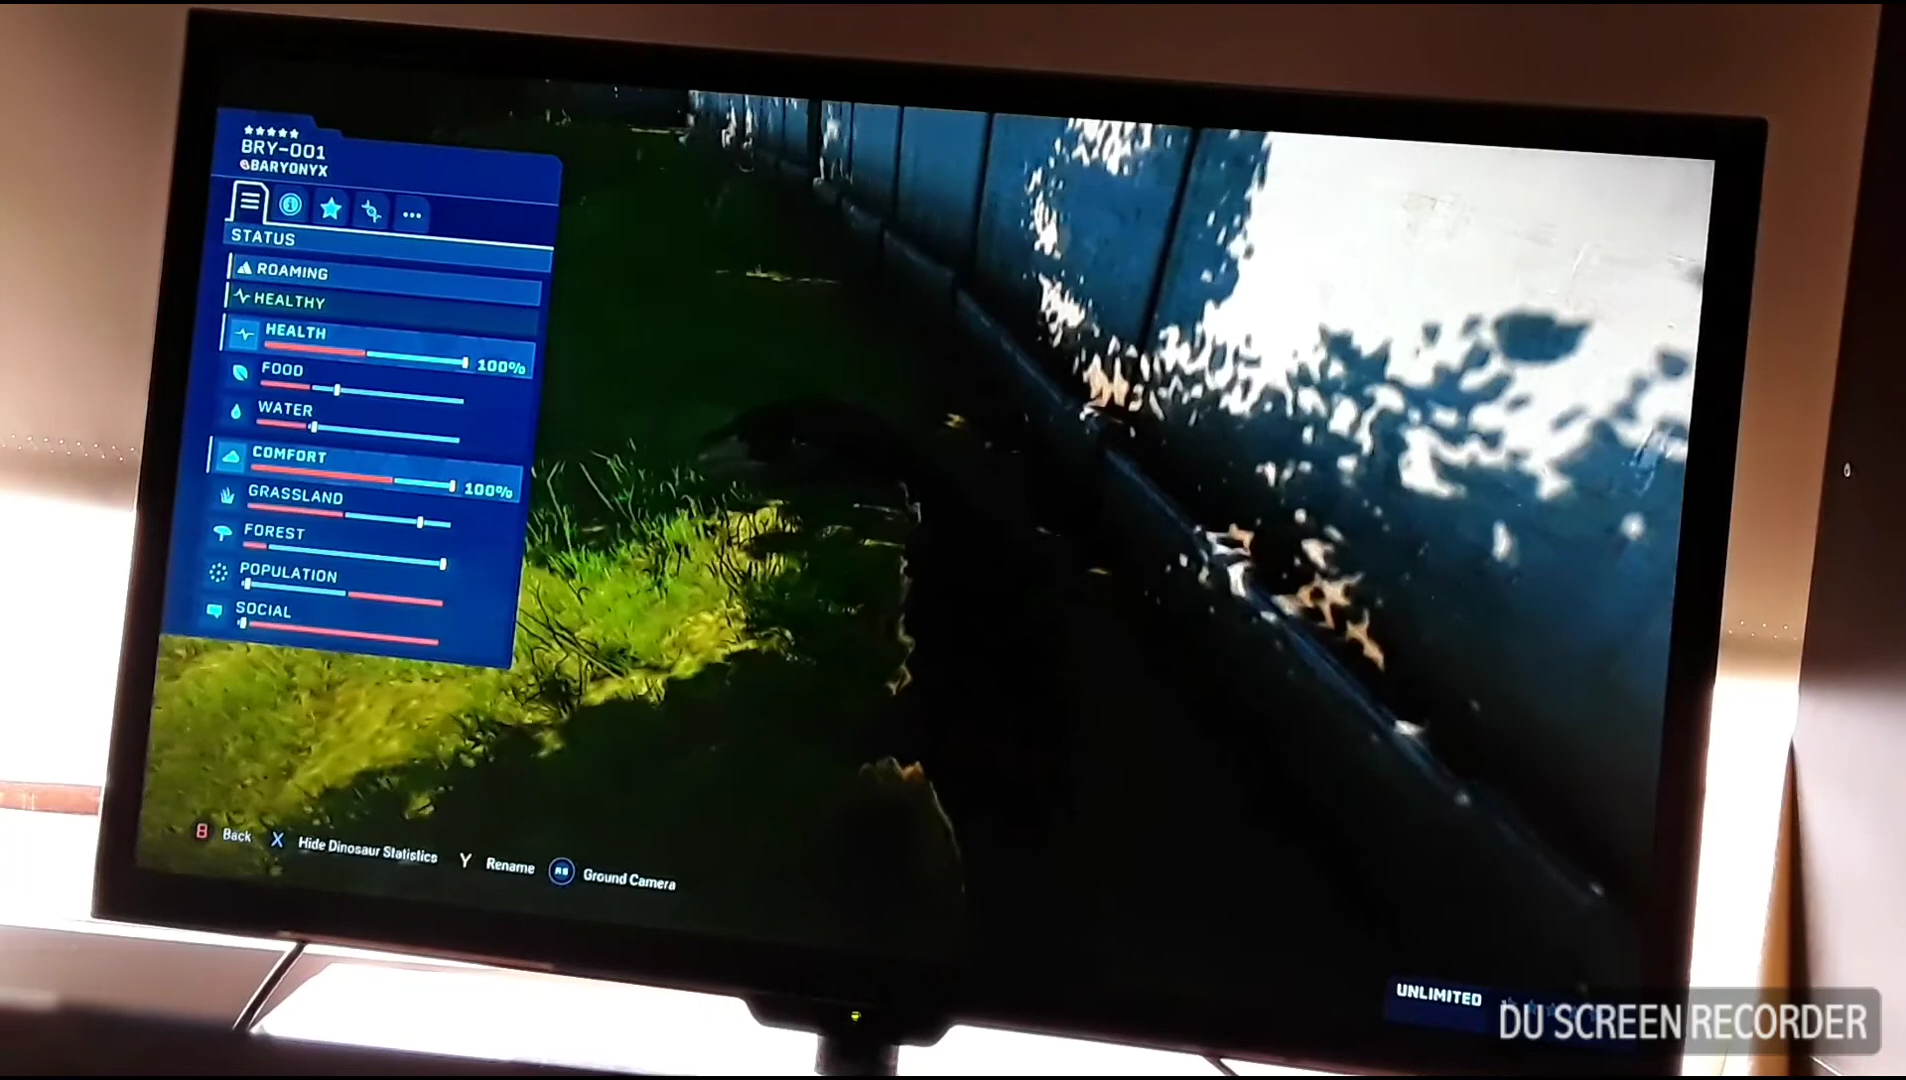 BRY-001
BARYONYX
STATUS
ROAMING
HEALTHY
HEALTH
100%
FOOD
WATER
COMFORT
100%
GRASSLAND
FOREST
POPULATION
SOCIAL
B Back X Hide Dinosaur Statistics Y Rename RS Ground Camera
UNLIMITED
DU SCREEN RECORDER